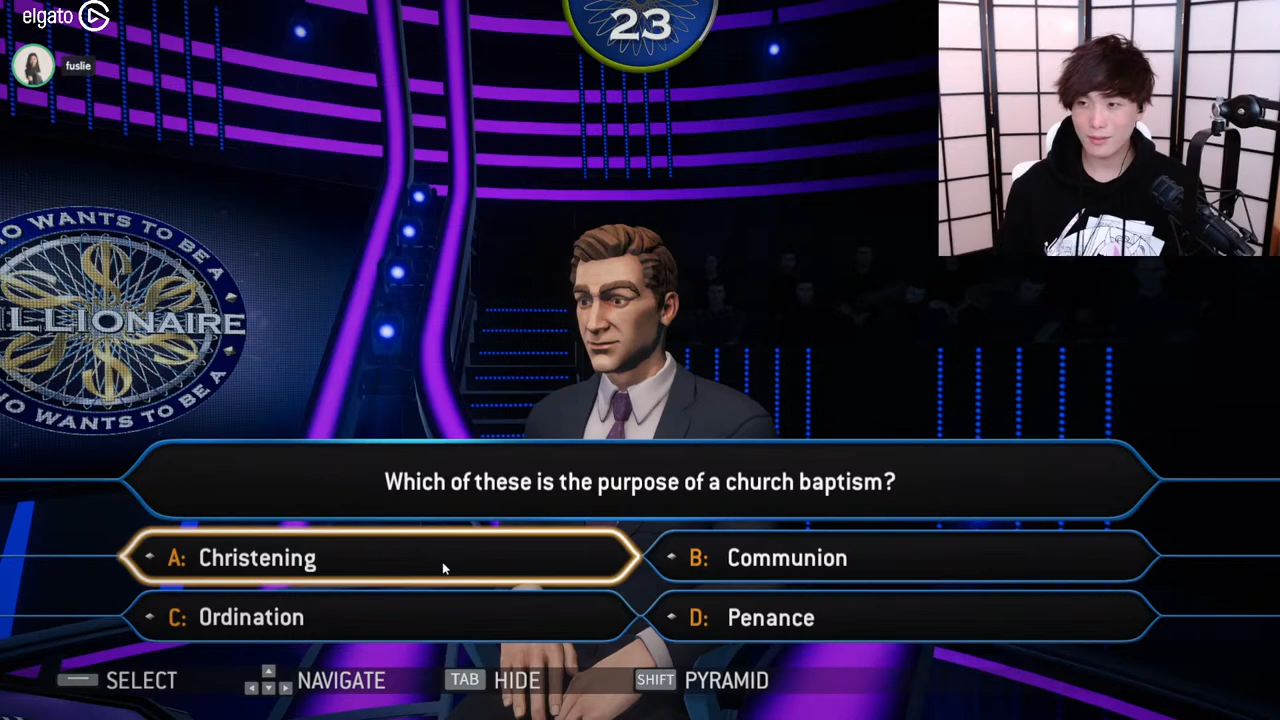 elgato
fuslie
23
O WANTS TO BE A
ILLIONAIRE
HO WANTS TO BE A
Which of these is the purpose of a church baptism?
A: Christening
B: Communion
C: Ordination
D: Penance
SELECT
NAVIGATE
TAB HIDE
SHIFT PYRAMID